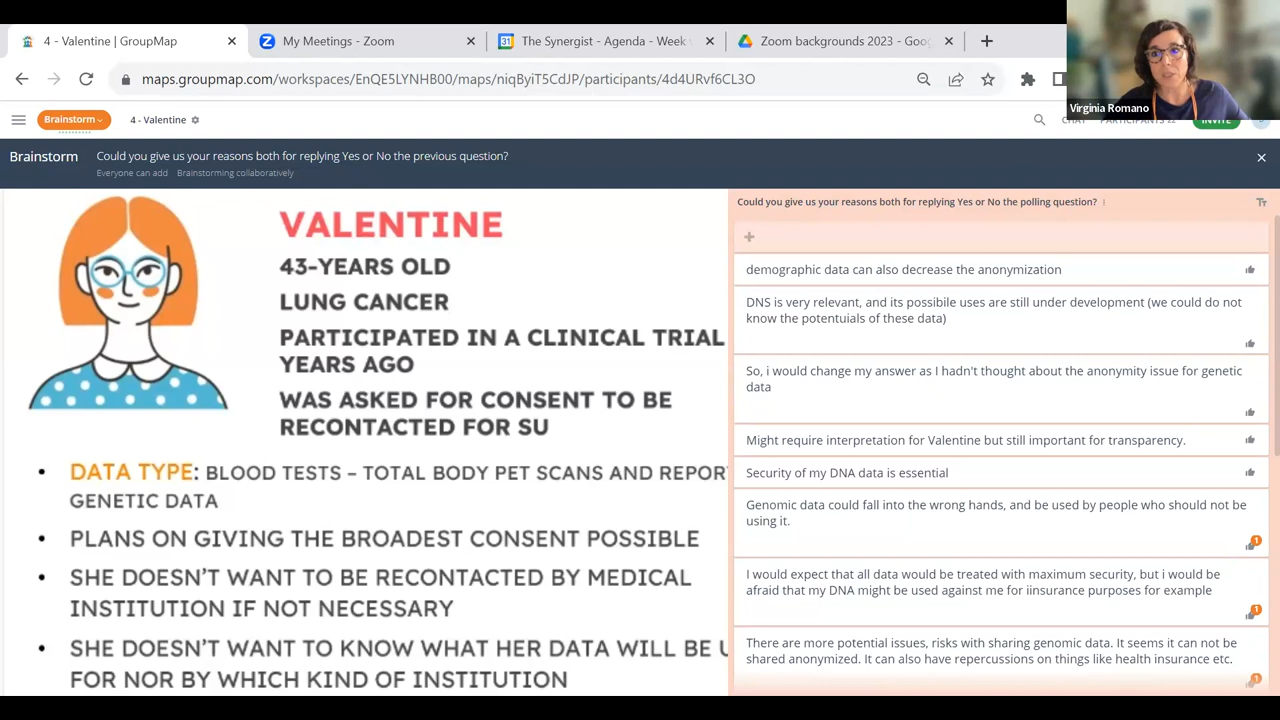 4 - Valentine | GroupMap
My Meetings - Zoom
31
The Synergist - Agenda - Week
Zoom backgrounds 2023 - Goo
maps.groupmap.com/workspaces/EnQE5LYNHB00/maps/niqByiT5CdJP/participants/4d4URvf6CL3O
Virginia Romano
Brainstorm
4 - Valentine
CHAT
PARTICIPANTS 22
INVITE
Brainstorm
Could you give us your reasons both for replying Yes or No the previous question?
Everyone can add
Brainstorming collaboratively
VALENTINE
43-YEARS OLD
LUNG CANCER
PARTICIPATED IN A CLINICAL TRIAL
YEARS AGO
WAS ASKED FOR CONSENT TO BE
RECONTACTED FOR SU
• DATA TYPE: BLOOD TESTS – TOTAL BODY PET SCANS AND REPOR
GENETIC DATA
• PLANS ON GIVING THE BROADEST CONSENT POSSIBLE
• SHE DOESN'T WANT TO BE RECONTACTED BY MEDICAL
INSTITUTION IF NOT NECESSARY
• SHE DOESN'T WANT TO KNOW WHAT HER DATA WILL BE U
FOR NOR BY WHICH KIND OF INSTITUTION
Could you give us your reasons both for replying Yes or No the polling question?
Tт
+
demographic data can also decrease the anonymization
DNS is very relevant, and its possibile uses are still under development (we could do not
know the potentuials of these data)
So, i would change my answer as I hadn't thought about the anonymity issue for genetic
data
Might require interpretation for Valentine but still important for transparency.
Security of my DNA data is essential
Genomic data could fall into the wrong hands, and be used by people who should not be
using it.
1
I would expect that all data would be treated with maximum security, but i would be
afraid that my DNA might be used against me for iinsurance purposes for example
1
There are more potential issues, risks with sharing genomic data. It seems it can not be
shared anonymized. It can also have repercussions on things like health insurance etc.
1